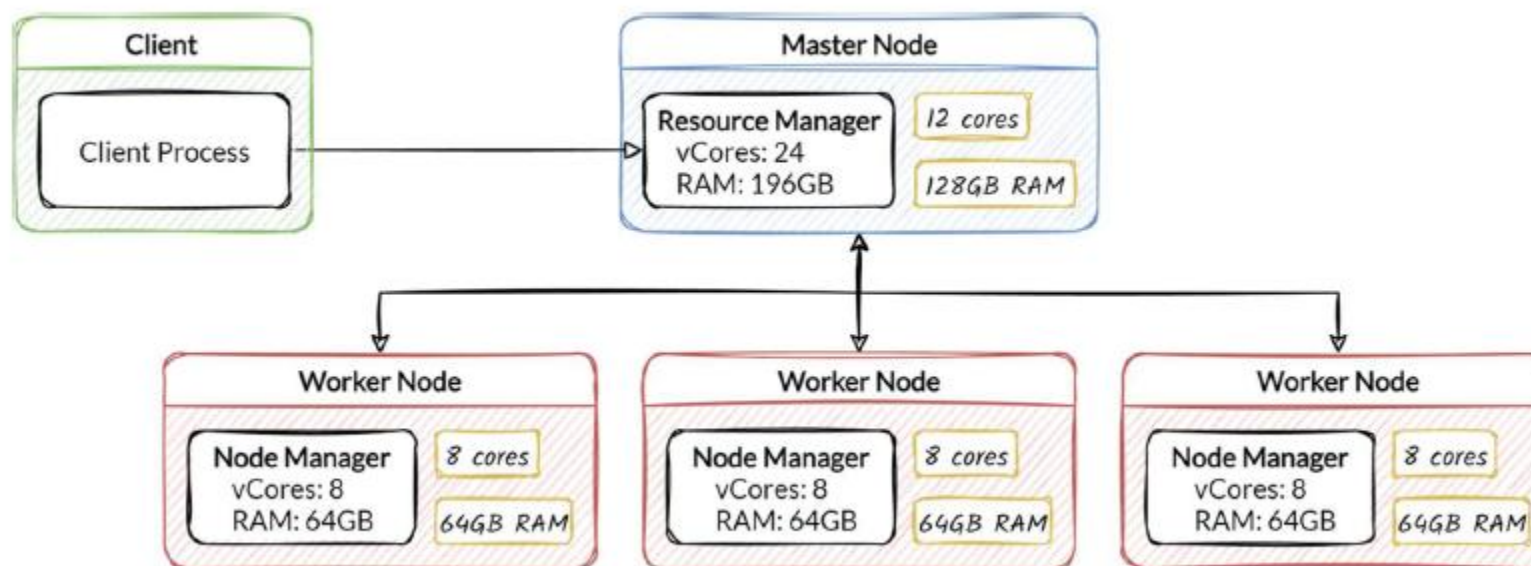 Client
Client Process
Master Node
Resource Manager
vCores: 24
RAM: 196GB
12 cores
128GB RAM
Worker Node
Node Manager
vCores: 8
RAM: 64GB
8 cores
64GB RAM
Worker Node
Node Manager
vCores: 8
RAM: 64GB
8 cores
64GB RAM
Worker Node
Node Manager
vCores: 8
RAM: 64GB
8 cores
64GB RAM